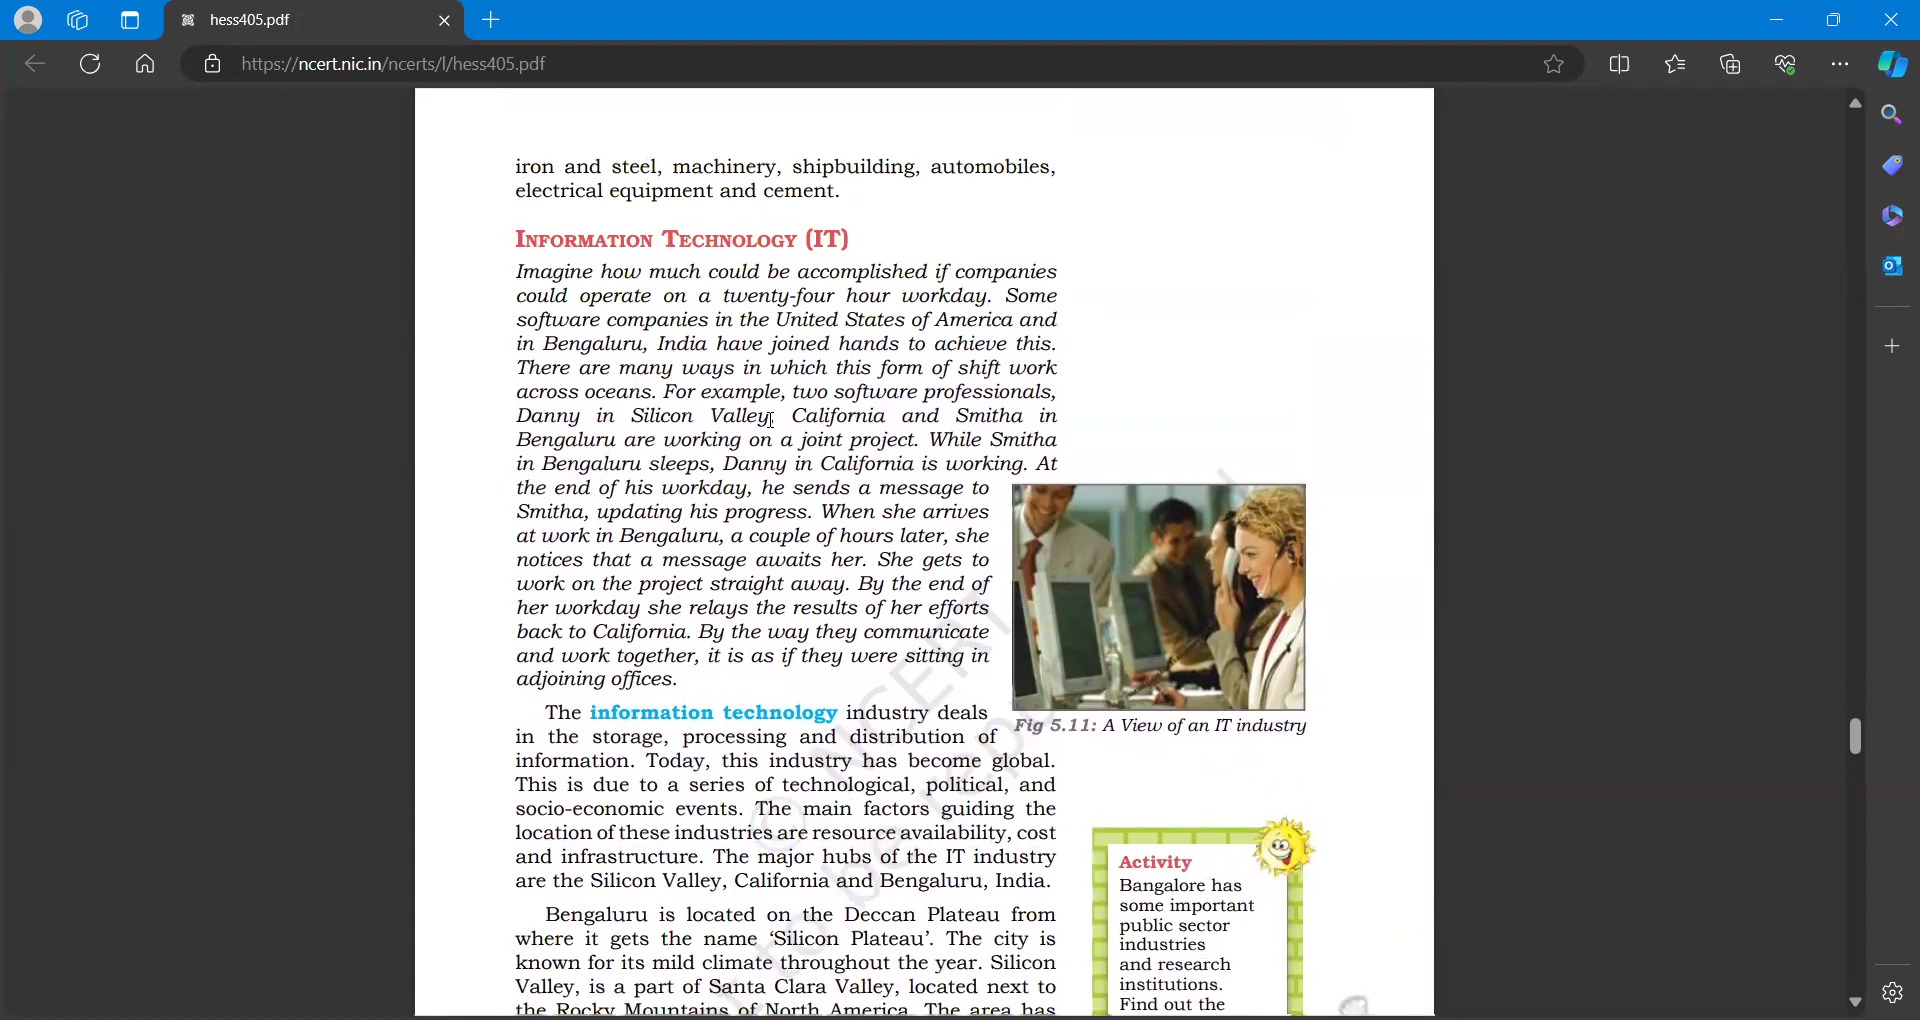 hess405.pdf
https://ncert.nic.in/ncerts/l/hess405.pdf
iron and steel, machinery, shipbuilding, automobiles,
electrical equipment and cement.
INFORMATION TECHNOLOGY (IT)
Imagine how much could be accomplished if companies
could operate on a twenty-four hour workday. Some
software companies in the United States of America and
in Bengaluru, India have joined hands to achieve this.
There are many ways in which this form of shift work
across oceans. For example, two software professionals,
Danny in Silicon Valley, California and Smitha in
Bengaluru are working on a joint project. While Smitha
in Bengaluru sleeps, Danny in California is working. At
the end of his workday, he sends a message to
Smitha, updating his progress. When she arrives
at work in Bengaluru, a couple of hours later, she
notices that a message awaits her. She gets to
work on the project straight away. By the end of
her workday she relays the results of her efforts
back to California. By the way they communicate
and work together, it is as if they were sitting in
adjoining offices.
Fig 5.11: A View of an IT industry
The information technology industry deals
in the storage, processing and distribution of
information. Today, this industry has become global.
This is due to a series of technological, political, and
socio-economic events. The main factors guiding the
location of these industries are resource availability, cost
and infrastructure. The major hubs of the IT industry
are the Silicon Valley, California and Bengaluru, India.
Bengaluru is located on the Deccan Plateau from
where it gets the name ‘Silicon Plateau’. The city is
known for its mild climate throughout the year. Silicon
Valley, is a part of Santa Clara Valley, located next to
the Rocky Mountains of North America. The area has
Activity
Bangalore has
some important
public sector
industries
and research
institutions.
Find out the
© NCERT
to be rep